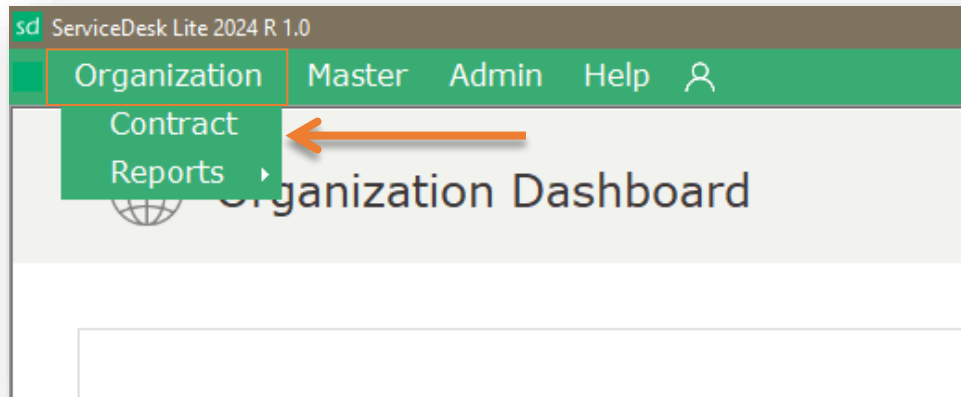 sd ServiceDesk Lite 2024 R 1.0
Organization Master Admin Help
Contract
Reports
Organization Dashboard